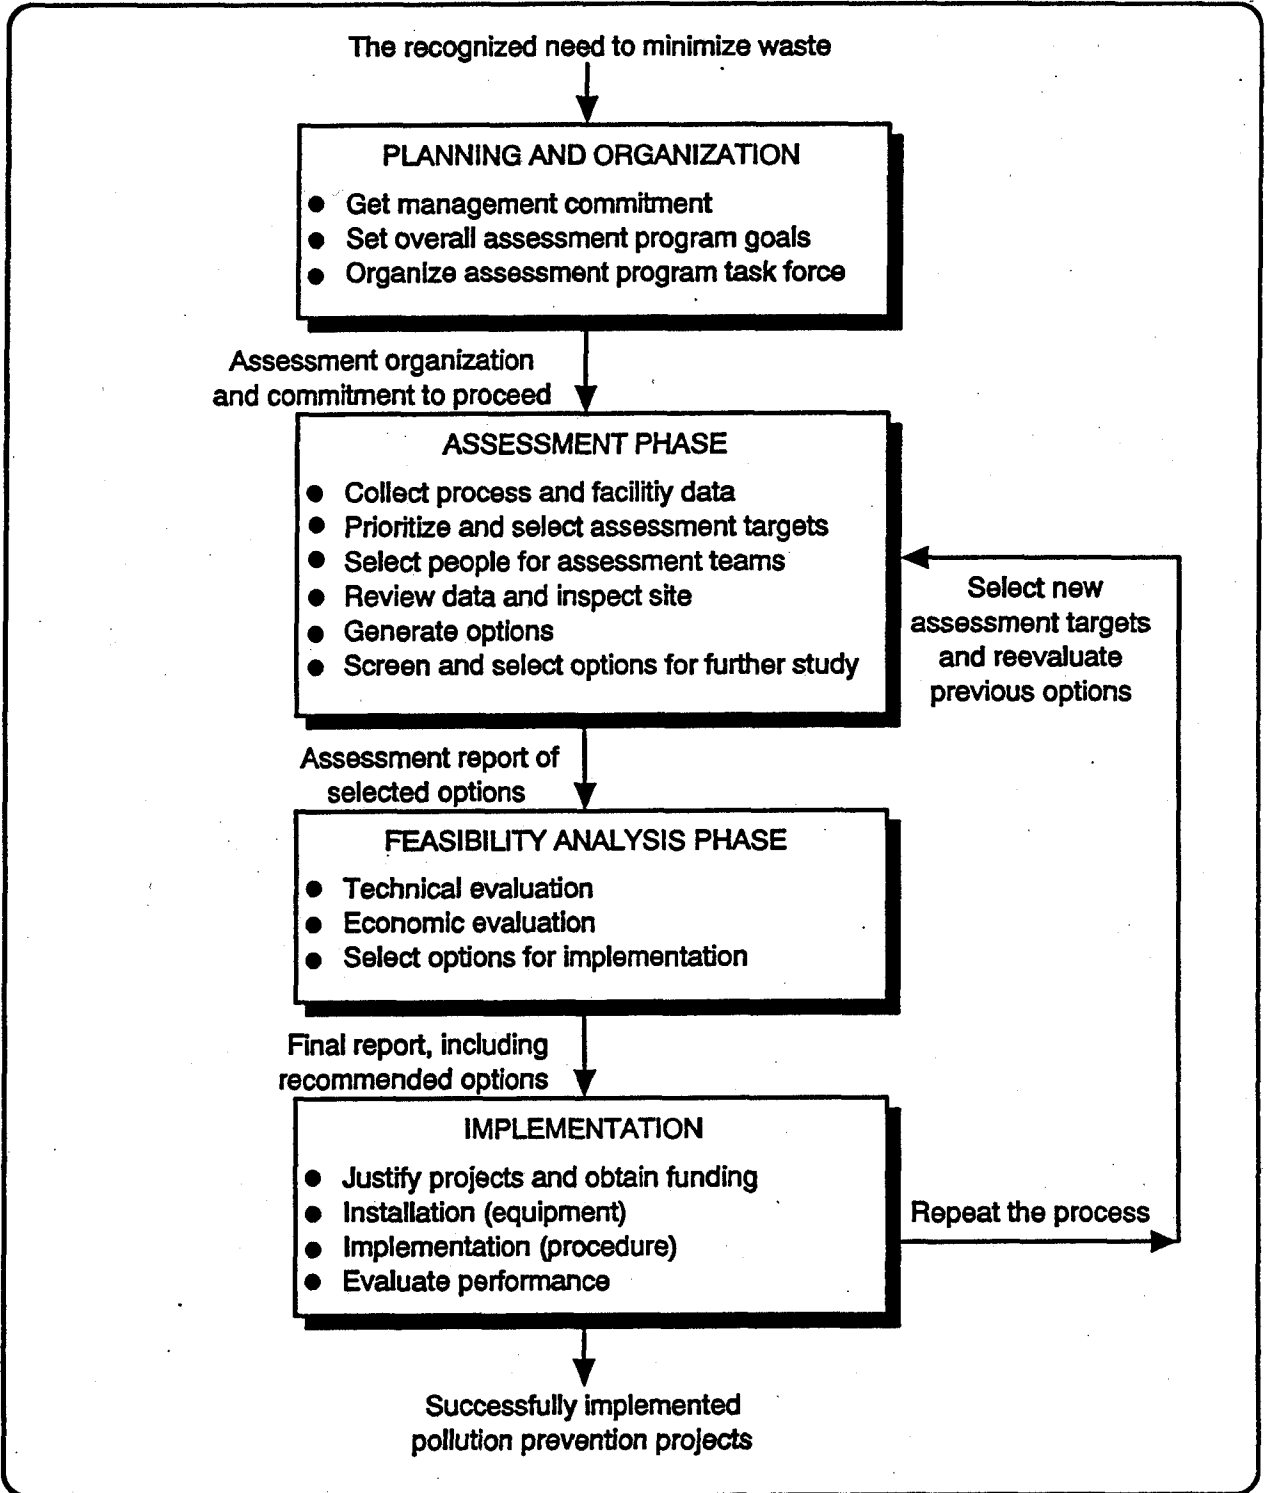 The recognized need to minimize waste
PLANNING AND ORGANIZATION
● Get management commitment
● Set overall assessment program goals
● Organize assessment program task force
Assessment organization
and commitment to proceed
ASSESSMENT PHASE
● Collect process and facilitiy data
● Prioritize and select assessment targets
● Select people for assessment teams
● Review data and inspect site
● Generate options
● Screen and select options for further study
Select new
assessment targets
and reevaluate
previous options
Assessment report of
selected options
FEASIBILITY ANALYSIS PHASE
● Technical evaluation
● Economic evaluation
● Select options for implementation
Final report, including
recommended options
IMPLEMENTATION
● Justify projects and obtain funding
● Installation (equipment)
● Implementation (procedure)
● Evaluate performance
Repeat the process
Successfully implemented
pollution prevention projects